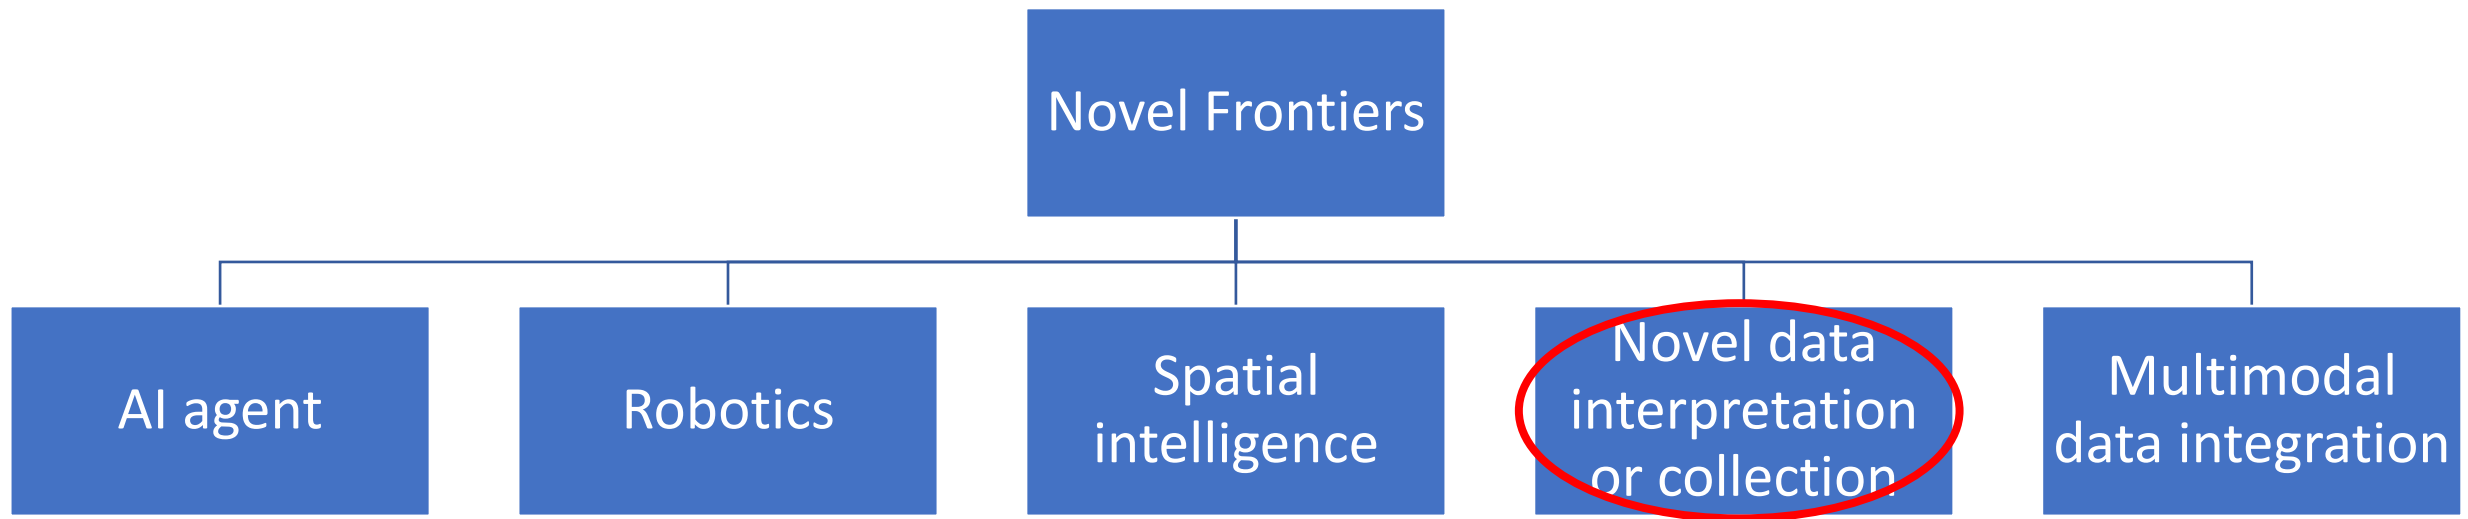 Novel Frontiers
AI agent
Robotics
Spatial
intelligence
Novel data
interpretation
or collection
Multimodal
data integration